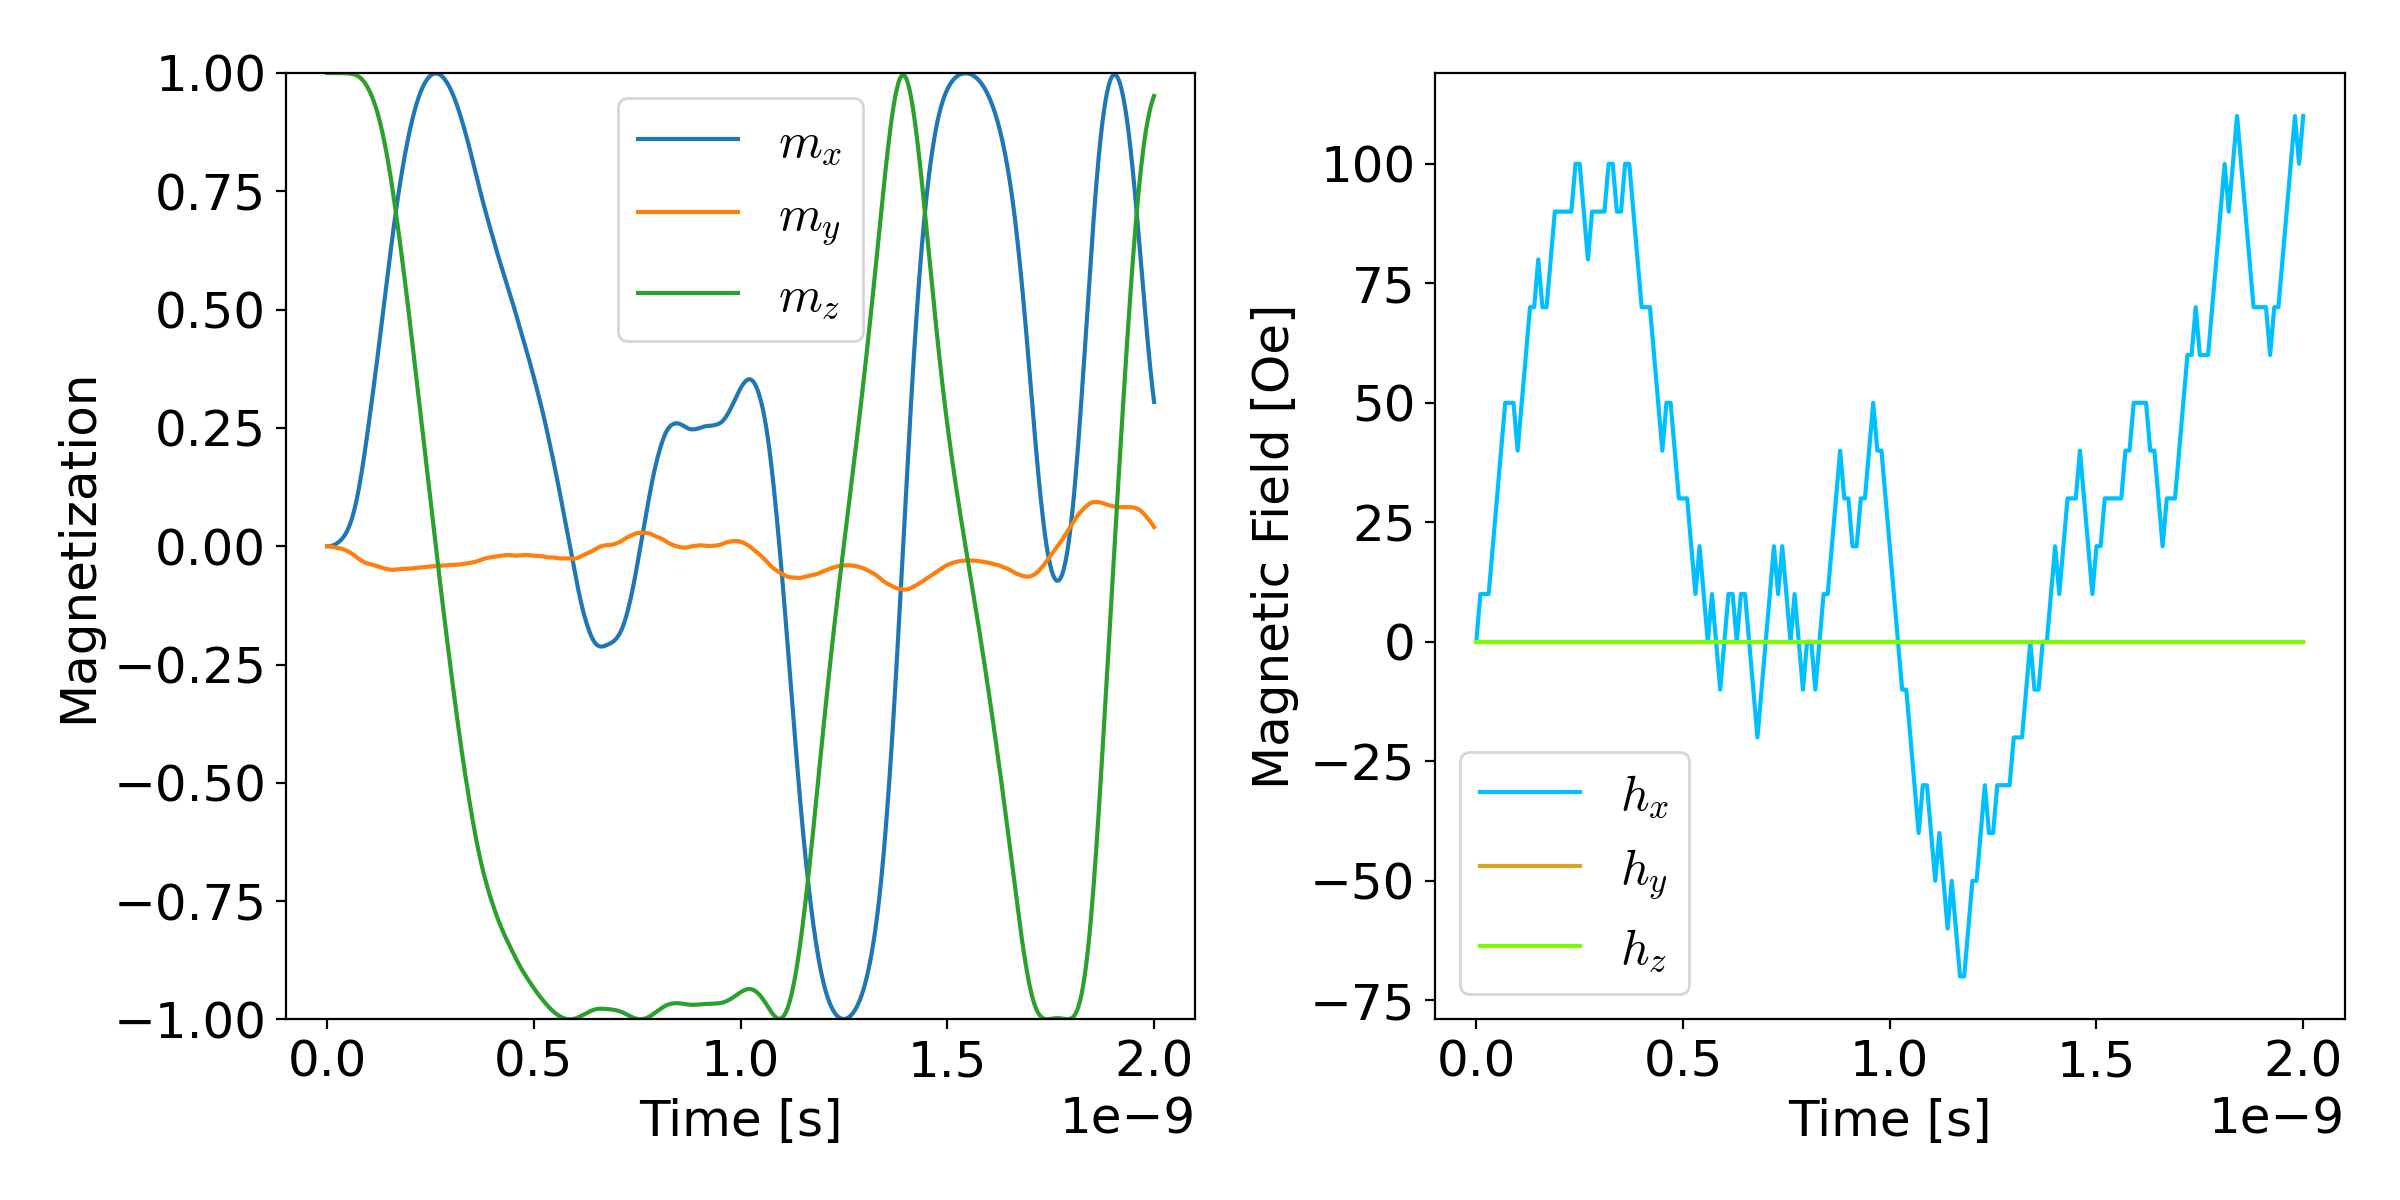 Magnetization
1.00
0.75
0.50
0.25
0.00
−0.25
−0.50
−0.75
−1.00
m_x
m_y
m_z
0.0 0.5 1.0 1.5 2.0
Time [s]
1e−9
Magnetic Field [Oe]
100
75
50
25
0
−25
−50
−75
h_x
h_y
h_z
0.0 0.5 1.0 1.5 2.0
Time [s]
1e−9